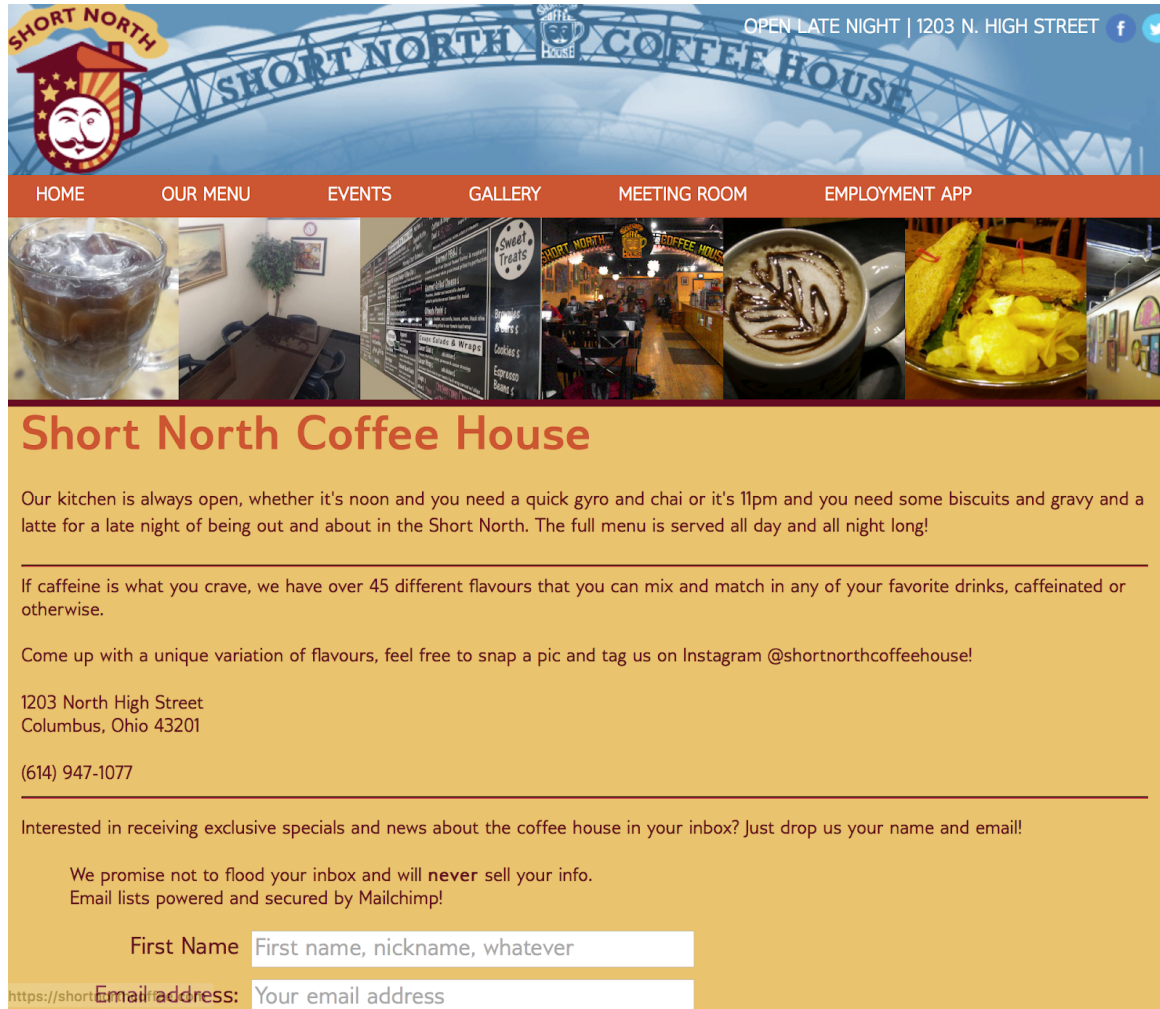 SHORT NORTH
OPEN LATE NIGHT | 1203 N. HIGH STREET
SHORT NORTH COFFEE HOUSE
COFFEE HOUSE
HOME OUR MENU EVENTS GALLERY MEETING ROOM EMPLOYMENT APP
Sweet Treats
Brownies & Bars $
Cookies $
Espresso Beans $
Soups Salads & Wraps
SHORT NORTH COFFEE HOUSE
Short North Coffee House
Our kitchen is always open, whether it's noon and you need a quick gyro and chai or it's 11pm and you need some biscuits and gravy and a
latte for a late night of being out and about in the Short North. The full menu is served all day and all night long!
If caffeine is what you crave, we have over 45 different flavours that you can mix and match in any of your favorite drinks, caffeinated or
otherwise.
Come up with a unique variation of flavours, feel free to snap a pic and tag us on Instagram @shortnorthcoffeehouse!
1203 North High Street
Columbus, Ohio 43201
(614) 947-1077
Interested in receiving exclusive specials and news about the coffee house in your inbox? Just drop us your name and email!
We promise not to flood your inbox and will never sell your info.
Email lists powered and secured by Mailchimp!
First Name First name, nickname, whatever
Email address: Your email address